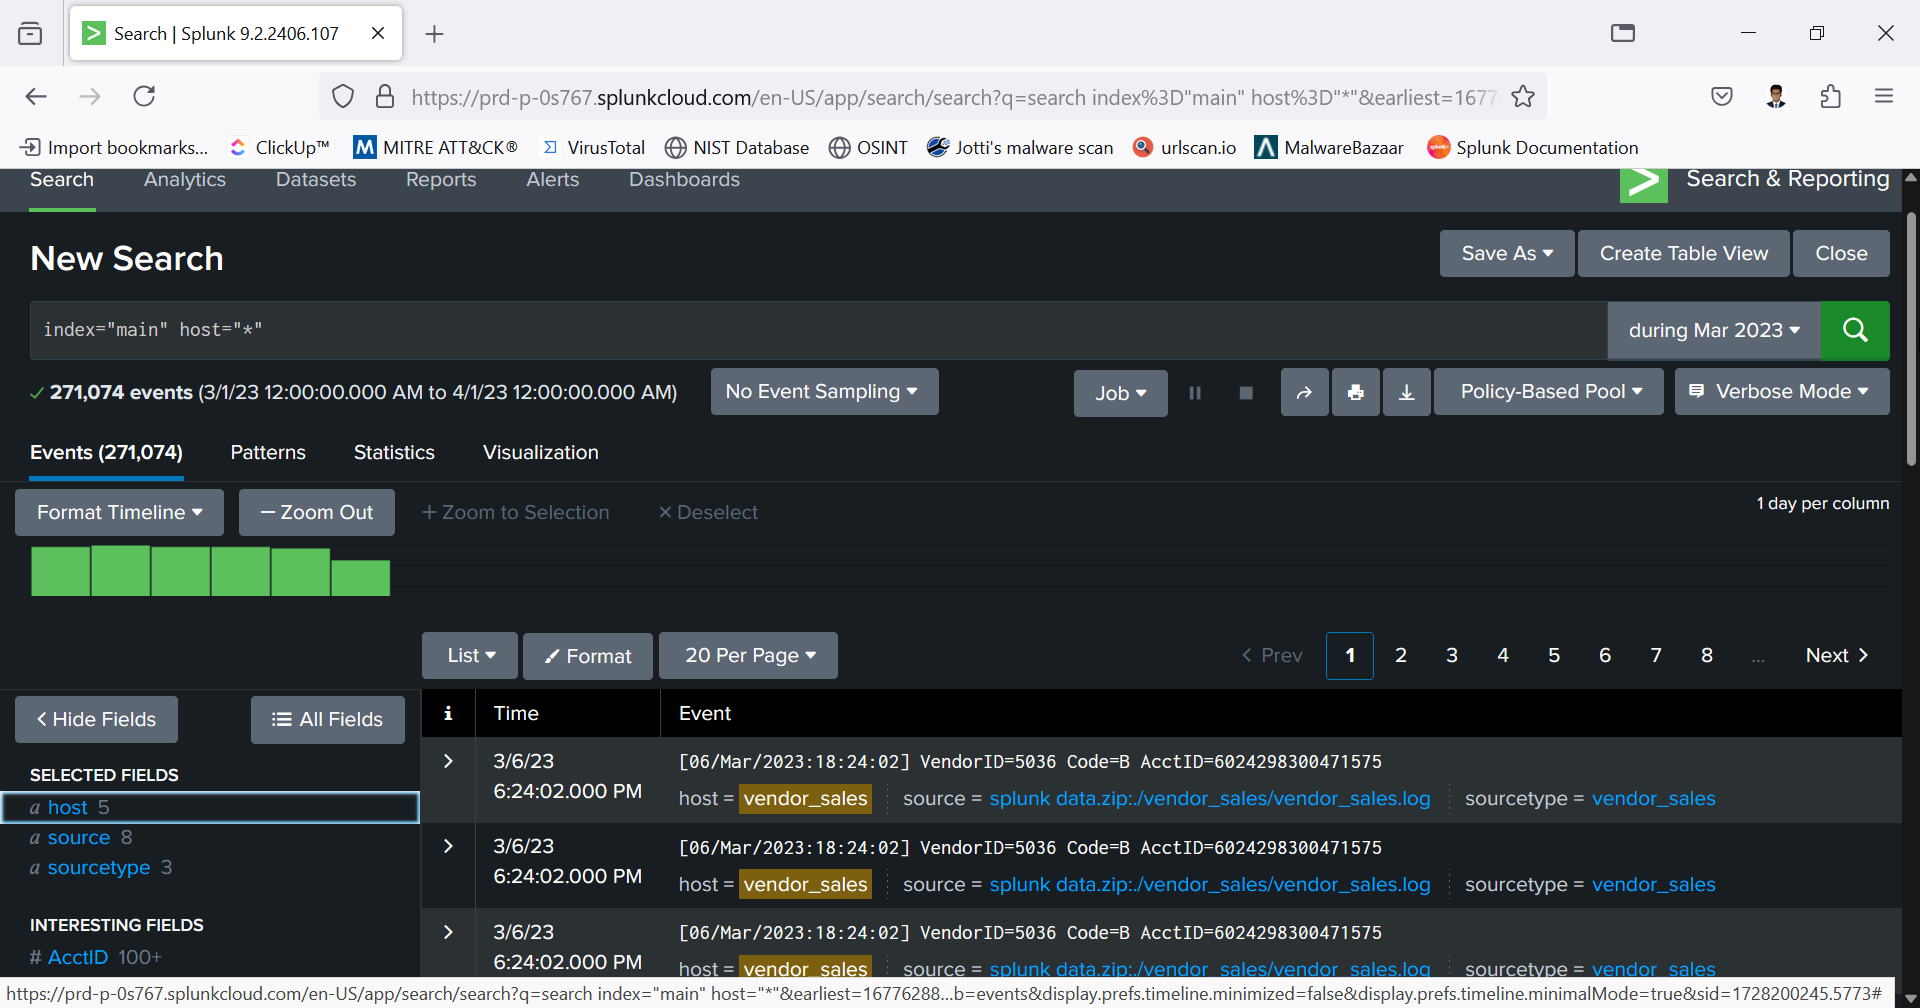 Search | Splunk 9.2.2406.107
https://prd-p-0s767.splunkcloud.com/en-US/app/search/search?q=search index%3D"main" host%3D"*"&earliest=1677
Import bookmarks... ClickUp™ MITRE ATT&CK® VirusTotal NIST Database OSINT Jotti's malware scan urlscan.io MalwareBazaar Splunk Documentation
Search Analytics Datasets Reports Alerts Dashboards Search & Reporting
New Search Save As Create Table View Close
index="main" host="*" during Mar 2023
271,074 events (3/1/23 12:00:00.000 AM to 4/1/23 12:00:00.000 AM) No Event Sampling Job Policy-Based Pool Verbose Mode
Events (271,074) Patterns Statistics Visualization
Format Timeline — Zoom Out + Zoom to Selection × Deselect 1 day per column
List Format 20 Per Page < Prev 1 2 3 4 5 6 7 8 ... Next >
< Hide Fields All Fields i Time Event
SELECTED FIELDS
a host 5
a source 8
a sourcetype 3
INTERESTING FIELDS
# AcctID 100+
> 3/6/23 [06/Mar/2023:18:24:02] VendorID=5036 Code=B AcctID=6024298300471575
6:24:02.000 PM host = vendor_sales source = splunk data.zip:./vendor_sales/vendor_sales.log sourcetype = vendor_sales
> 3/6/23 [06/Mar/2023:18:24:02] VendorID=5036 Code=B AcctID=6024298300471575
6:24:02.000 PM host = vendor_sales source = splunk data.zip:./vendor_sales/vendor_sales.log sourcetype = vendor_sales
> 3/6/23 [06/Mar/2023:18:24:02] VendorID=5036 Code=B AcctID=6024298300471575
6:24:02.000 PM host = vendor_sales source = splunk data.zip:./vendor_sales/vendor_sales.log sourcetype = vendor_sales
https://prd-p-0s767.splunkcloud.com/en-US/app/search/search?q=search index="main" host="*"&earliest=16776288...b=events&display.prefs.timeline.minimized=false&display.prefs.timeline.minimalMode=true&sid=1728200245.5773#